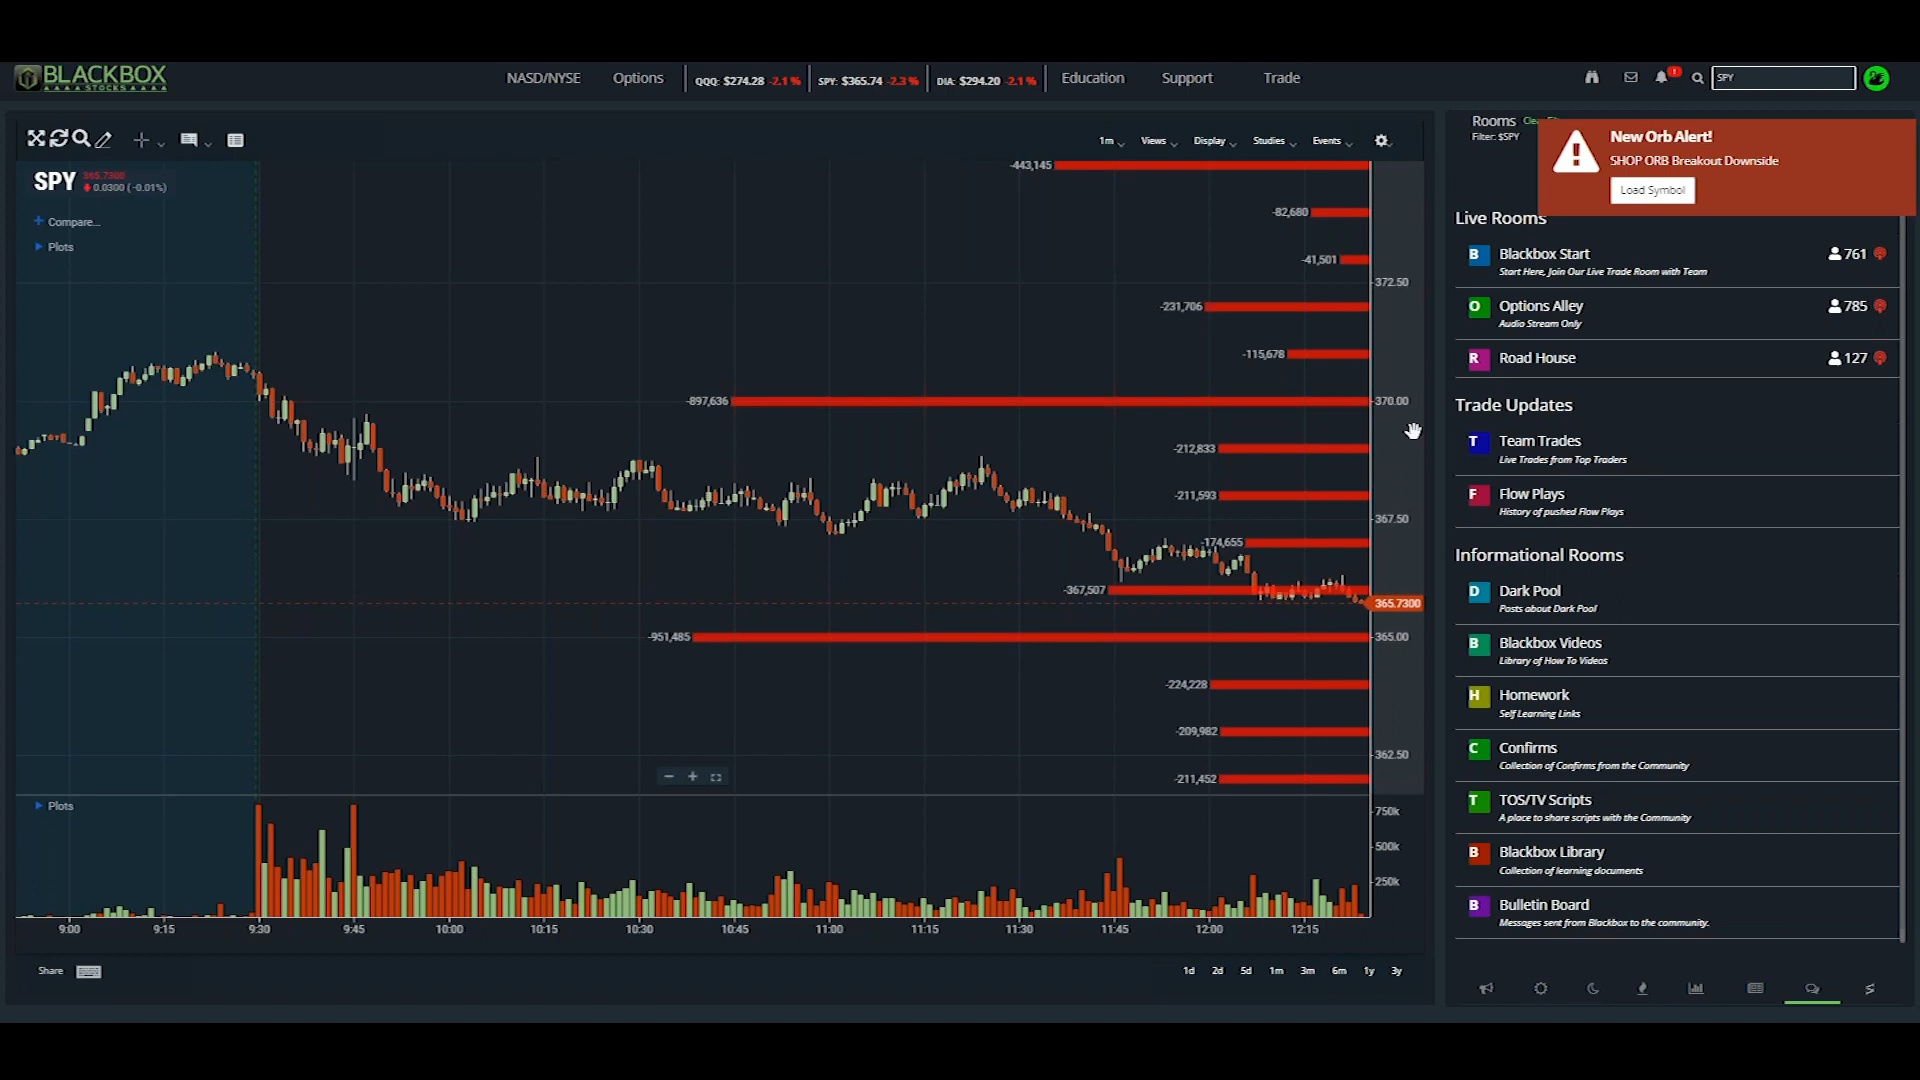 BLACKBOX
STOCKS
NASD/NYSE
Options
QQQ: $274.28 -2.1 %
SPY: $365.74 -2.3 %
DIA: $294.20 -2.1 %
Education
Support
Trade
SPY
1m
Views
Display
Studies
Events
SPY
365.7300
0.0300 (-0.01%)
Compare...
Plots
-443,145
-82,680
-41,501
-231,706
-115,678
-897,636
-212,833
-211,593
-174,655
-367,507
-951,485
-224,228
-209,982
-211,452
372.50
370.00
367.50
365.7300
365.00
362.50
Plots
750k
500k
250k
9:00 9:15 9:30 9:45 10:00 10:15 10:30 10:45 11:00 11:15 11:30 11:45 12:00 12:15
Share
1d 2d 5d 1m 3m 6m 1y 3y
Rooms
Filter: $SPY
New Orb Alert!
SHOP ORB Breakout Downside
Load Symbol
Live Rooms
B Blackbox Start 761
Start Here, Join Our Live Trade Room with Team
O Options Alley 785
Audio Stream Only
R Road House 127
Trade Updates
T Team Trades
Live Trades from Top Traders
F Flow Plays
History of pushed Flow Plays
Informational Rooms
D Dark Pool
Posts about Dark Pool
B Blackbox Videos
Library of How To Videos
H Homework
Self Learning Links
C Confirms
Collection of Confirms from the Community
T TOS/TV Scripts
A place to share scripts with the Community
B Blackbox Library
Collection of learning documents
B Bulletin Board
Messages sent from Blackbox to the community.